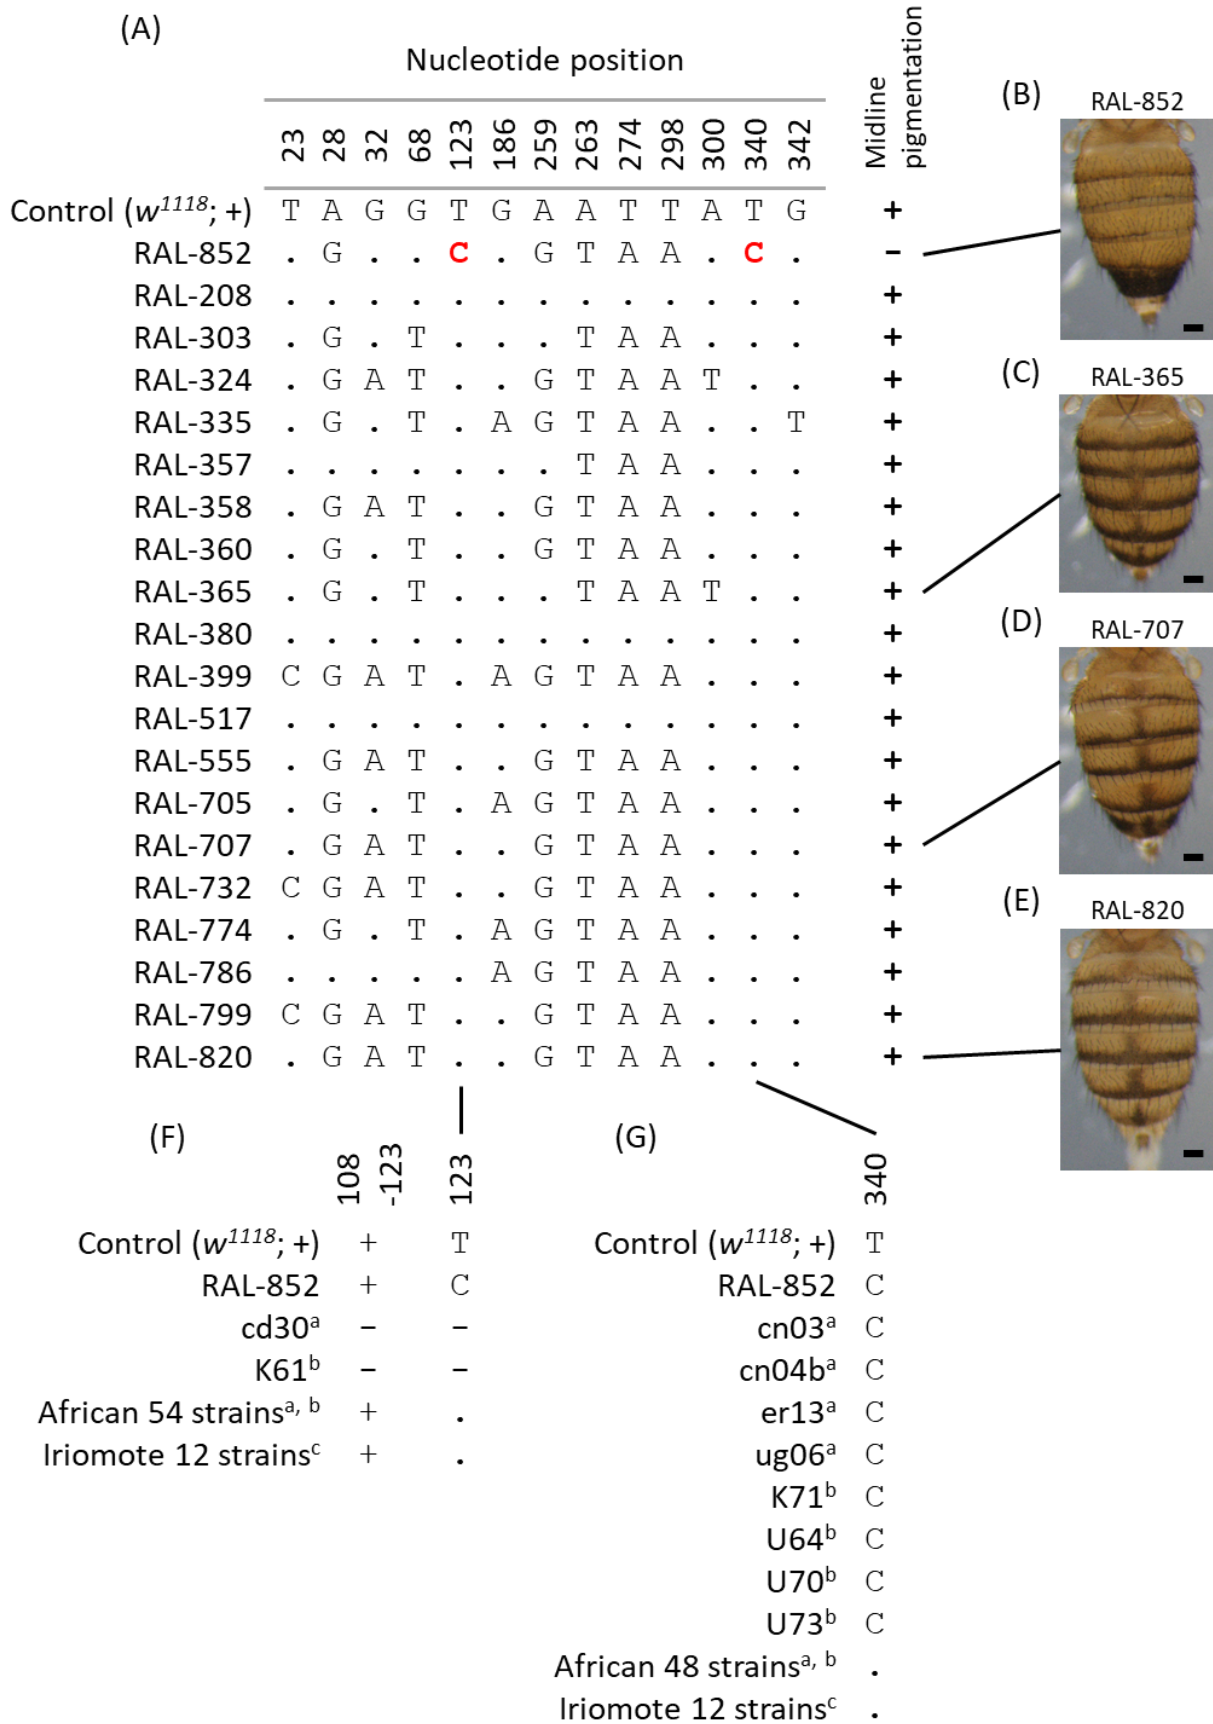 (A)
Nucleotide position
Midline pigmentation
23 28 32 68 123 186 259 263 274 298 300 340 342
Control (w1118; +) T A G G T G A A T T A T G +
RAL-852 . G . . C . G T A A . C . −
RAL-208 . . . . . . . . . . . . . +
RAL-303 . G . T . . . T A A . . . +
RAL-324 . G A T . . G T A A T . . +
RAL-335 . G . T . A G T A A . . T +
RAL-357 . . . . . . . T A A . . . +
RAL-358 . G A T . . G T A A . . . +
RAL-360 . G . T . . G T A A . . . +
RAL-365 . G . T . . . T A A T . . +
RAL-380 . . . . . . . . . . . . . +
RAL-399 C G A T . A G T A A . . . +
RAL-517 . . . . . . . . . . . . . +
RAL-555 . G A T . . G T A A . . . +
RAL-705 . G . T . A G T A A . . . +
RAL-707 . G A T . . G T A A . . . +
RAL-732 C G A T . . G T A A . . . +
RAL-774 . G . T . A G T A A . . . +
RAL-786 . . . . . A G T A A . . . +
RAL-799 C G A T . . G T A A . . . +
RAL-820 . G A T . . G T A A . . . +
(B) RAL-852
(C) RAL-365
(D) RAL-707
(E) RAL-820
(F)
108
-123
123
Control (w1118; +) + T
RAL-852 + C
cd30a − −
K61b − −
African 54 strainsa, b + .
Iriomote 12 strainsc + .
(G)
340
Control (w1118; +) T
RAL-852 C
cn03a C
cn04ba C
er13a C
ug06a C
K71b C
U64b C
U70b C
U73b C
African 48 strainsa, b .
Iriomote 12 strainsc .